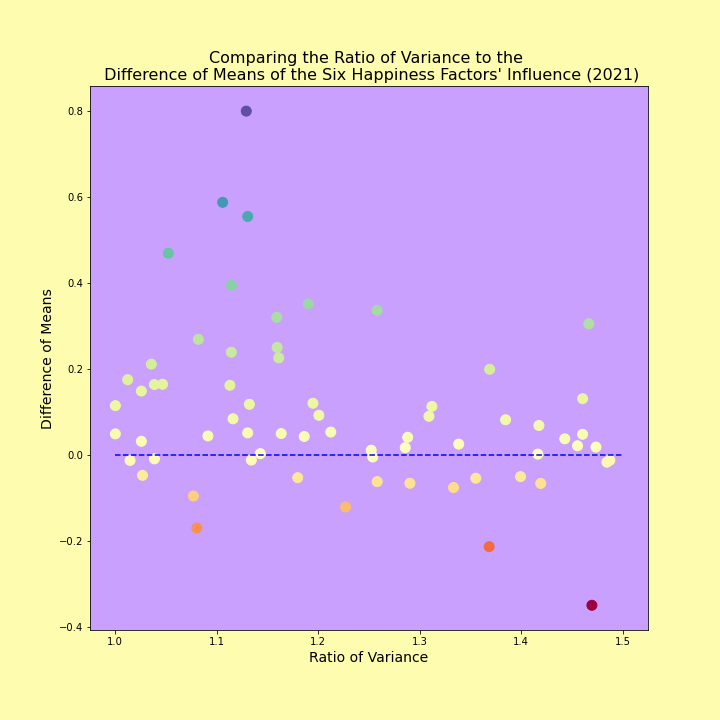 Comparing the Ratio of Variance to the
Difference of Means of the Six Happiness Factors' Influence (2021)
0.8
0.6
0.4
0.2
0.0
−0.2
−0.4
Difference of Means
1.0 1.1 1.2 1.3 1.4 1.5
Ratio of Variance